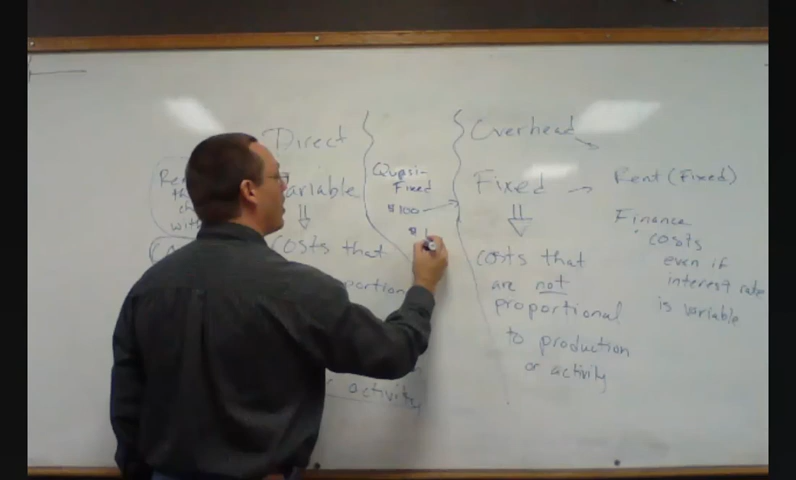 Direct
Variable
Costs that
activity
Quasi-
Fixed
$100
$1
Overhead
Fixed
costs that
are not
proportional
to production
or activity
Rent (Fixed)
Finance
costs
even if
interest rate
is variable